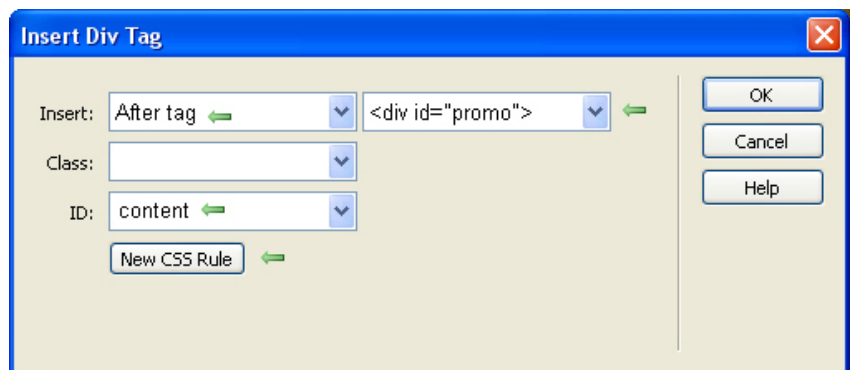 Insert Div Tag
Insert: After tag <div id="promo">
Class:
ID: content
New CSS Rule
OK
Cancel
Help